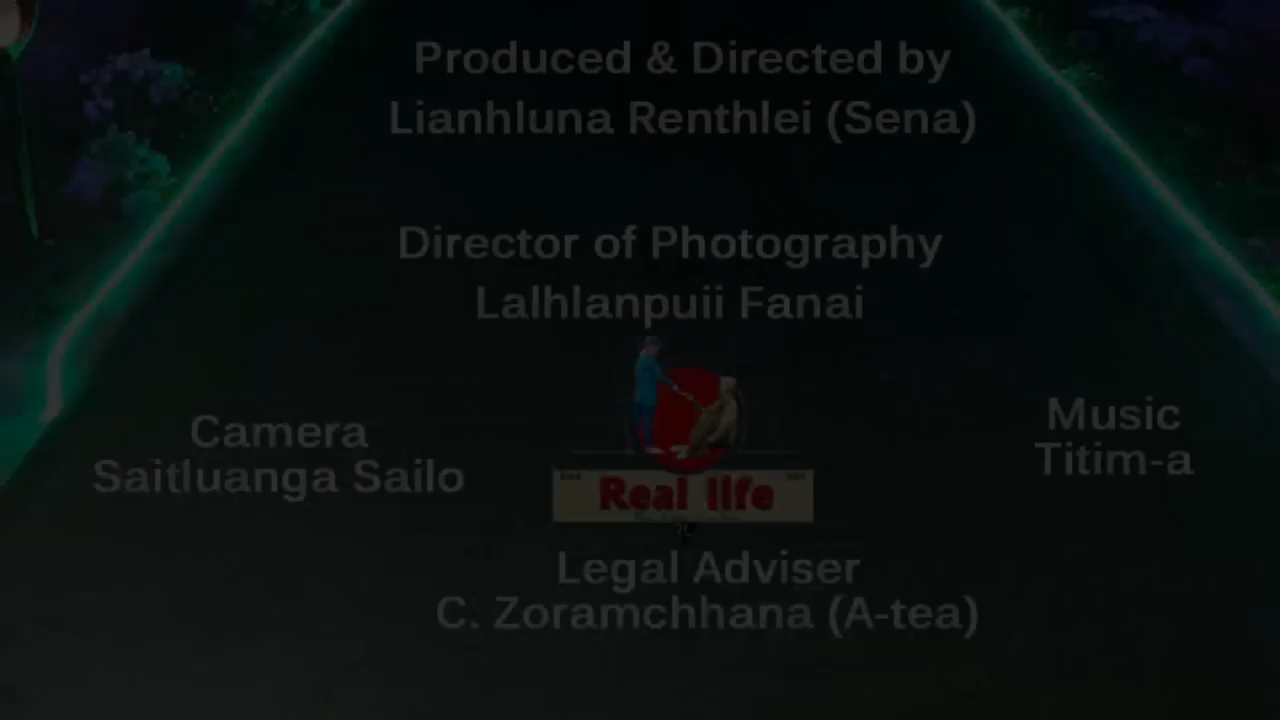 Produced & Directed by
Lianhluna Renthlei (Sena)
Director of Photography
Lalhlanpuii Fanai
Camera
Saitluanga Sailo
Music
Titim-a
Real life
Legal Adviser
C. Zoramchhana (A-tea)